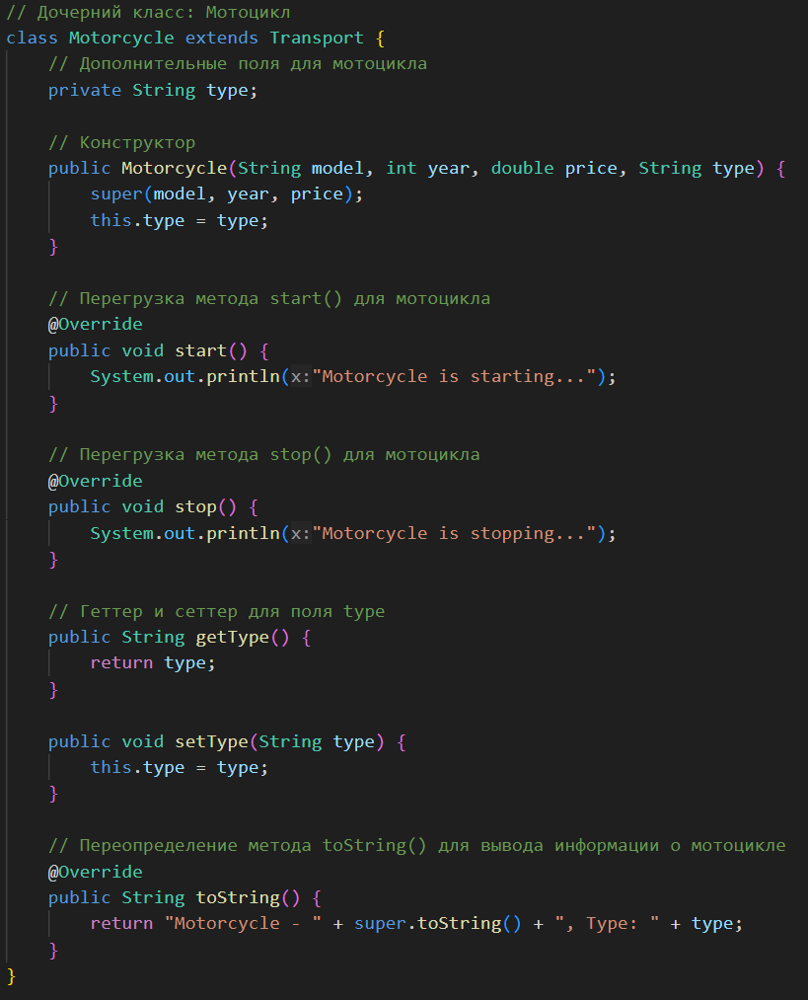 // Дочерний класс: Мотоцикл
class Motorcycle extends Transport {
    // Дополнительные поля для мотоцикла
    private String type;

    // Конструктор
    public Motorcycle(String model, int year, double price, String type) {
        super(model, year, price);
        this.type = type;
    }

    // Перегрузка метода start() для мотоцикла
    @Override
    public void start() {
        System.out.println(x:"Motorcycle is starting...");
    }

    // Перегрузка метода stop() для мотоцикла
    @Override
    public void stop() {
        System.out.println(x:"Motorcycle is stopping...");
    }

    // Геттер и сеттер для поля type
    public String getType() {
        return type;
    }

    public void setType(String type) {
        this.type = type;
    }

    // Переопределение метода toString() для вывода информации о мотоцикле
    @Override
    public String toString() {
        return "Motorcycle - " + super.toString() + ", Type: " + type;
    }
}